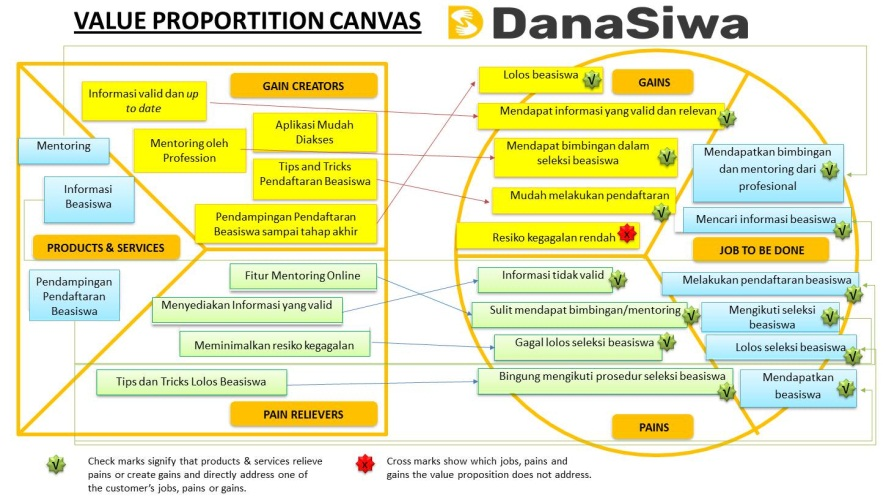 VALUE PROPORTITION CANVAS
DanaSiwa
GAIN CREATORS
Informasi valid dan up
to date
Aplikasi Mudah
Diakses
Mentoring oleh
Profession
Tips and Tricks
Pendaftaran Beasiswa
Pendampingan Pendaftaran
Beasiswa sampai tahap akhir
Mentoring
Informasi
Beasiswa
PRODUCTS & SERVICES
Pendampingan
Pendaftaran
Beasiswa
Fitur Mentoring Online
Menyediakan Informasi yang valid
Meminimalkan resiko kegagalan
Tips dan Tricks Lolos Beasiswa
PAIN RELIEVERS
GAINS
Lolos beasiswa
√
Mendapat informasi yang valid dan relevan
√
Mendapat bimbingan dalam
seleksi beasiswa
√
Mudah melakukan pendaftaran
√
Resiko kegagalan rendah
X
Mendapatkan bimbingan
dan mentoring dari
profesional
√
Mencari informasi beasiswa
√
JOB TO BE DONE
Melakukan pendaftaran beasiswa
√
Mengikuti seleksi
beasiswa
√
Lolos seleksi beasiswa
√
Mendapatkan
beasiswa
√
Informasi tidak valid
√
Sulit mendapat bimbingan/mentoring
√
Gagal lolos seleksi beasiswa
√
Bingung mengikuti prosedur seleksi beasiswa
√
PAINS
√
Check marks signify that products & services relieve
pains or create gains and directly address one of
the customer's jobs, pains or gains.
X
Cross marks show which jobs, pains and
gains the value proposition does not address.